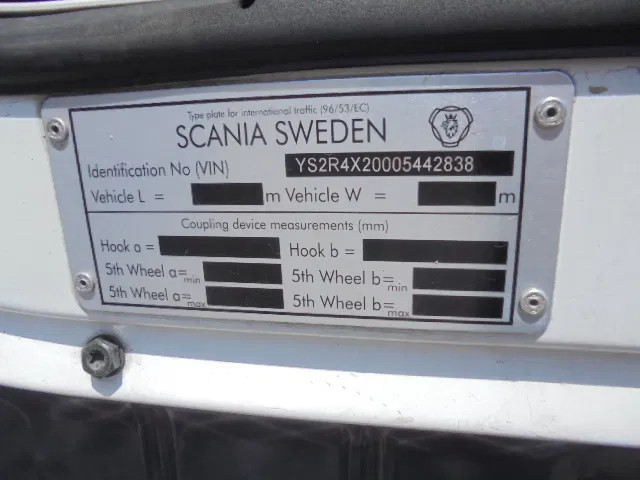 Type plate for international traffic (96/53/EC)
SCANIA SWEDEN
Identification No (VIN) YS2R4X20005442838
Vehicle L = m Vehicle W = m
Coupling device measurements (mm)
Hook a = Hook b =
5th Wheel a= min 5th Wheel b= min
5th Wheel a= max 5th Wheel b= max